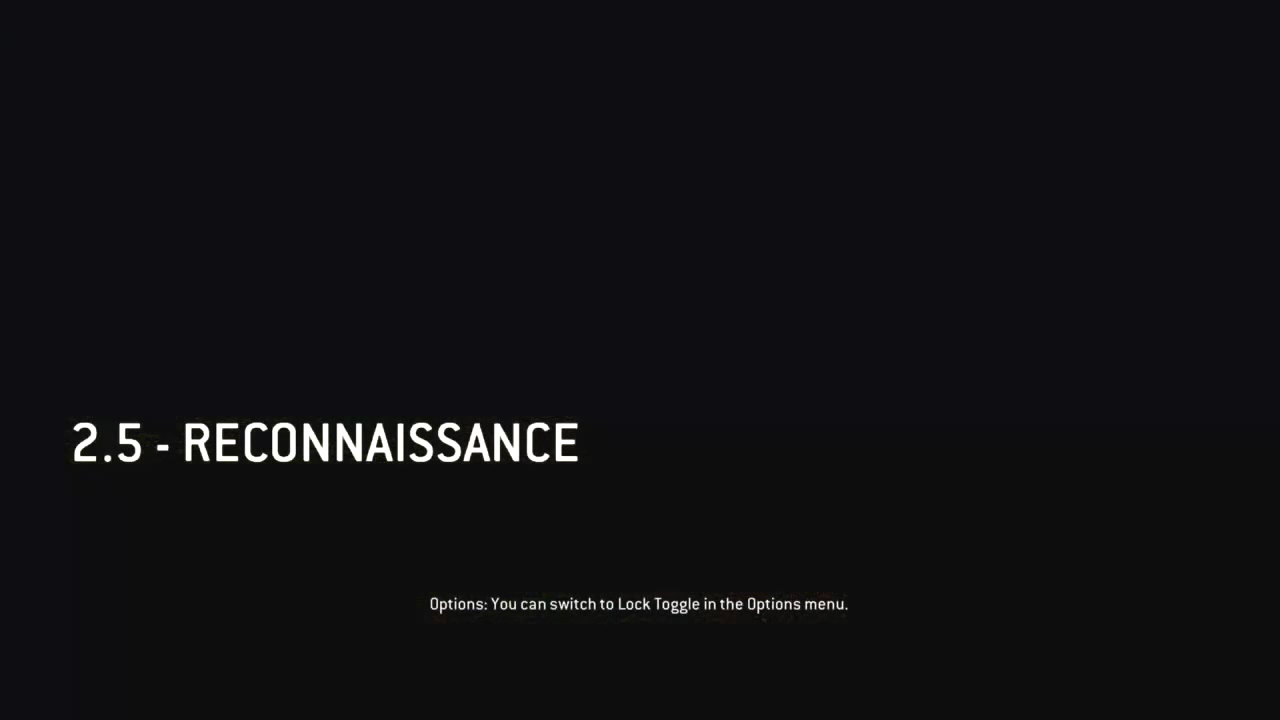 2.5 - RECONNAISSANCE
Options: You can switch to Lock Toggle in the Options menu.